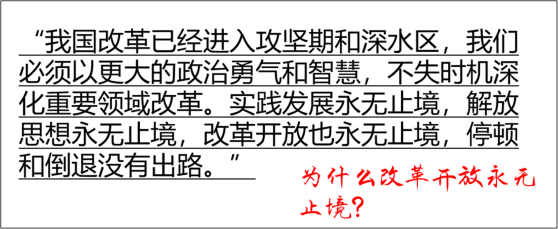 “我国改革已经进入攻坚期和深水区，我们
必须以更大的政治勇气和智慧，不失时机深
化重要领域改革。实践发展永无止境，解放
思想永无止境，改革开放也永无止境，停顿
和倒退没有出路。”
为什么改革开放永无
止境？